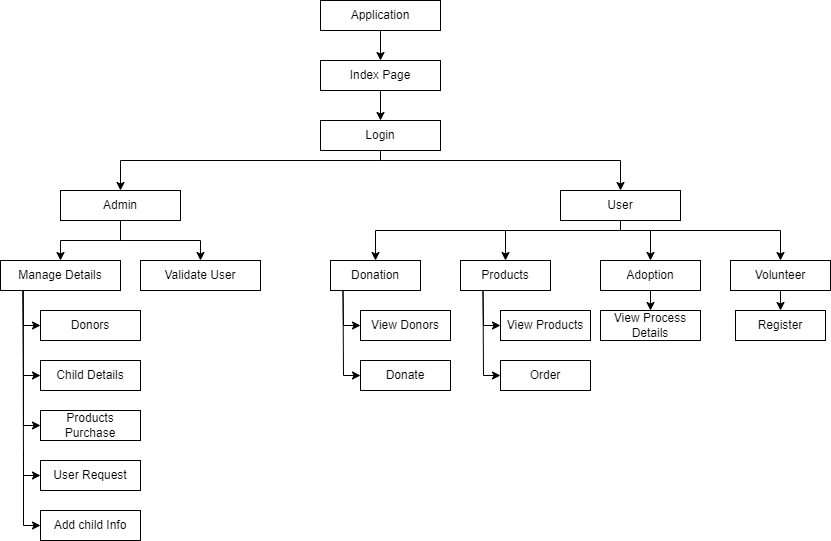 Application
Index Page
Login
Admin
User
Manage Details
Validate User
Donation
Products
Adoption
Volunteer
Donors
View Donors
View Products
View Process
Details
Register
Child Details
Donate
Order
Products
Purchase
User Request
Add child Info